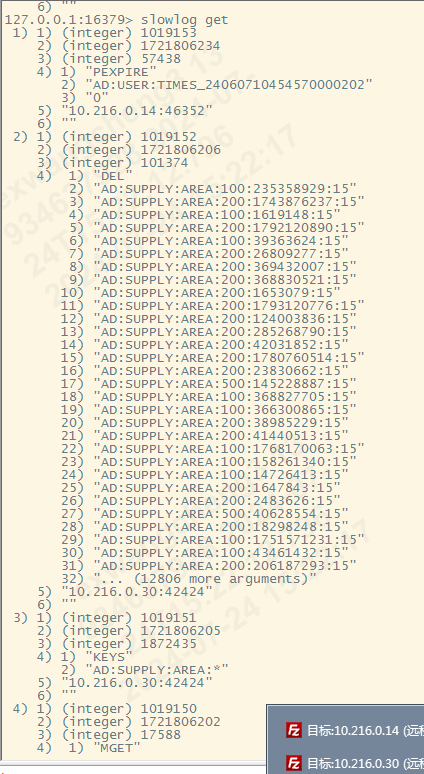 6) ""
127.0.0.1:16379> slowlog get
1) 1) (integer) 1019153
2) (integer) 1721806234
3) (integer) 57438
4) 1) "PEXPIRE"
2) "AD:USER:TIMES_24060710454570000202"
3) "0"
5) "10.216.0.14:46352"
6) ""
2) 1) (integer) 1019152
2) (integer) 1721806206
3) (integer) 101374
4) 1) "DEL"
2) "AD:SUPPLY:AREA:100:235358929:15"
3) "AD:SUPPLY:AREA:200:1743876237:15"
4) "AD:SUPPLY:AREA:100:1619148:15"
5) "AD:SUPPLY:AREA:200:1792120890:15"
6) "AD:SUPPLY:AREA:100:39363624:15"
7) "AD:SUPPLY:AREA:200:26809277:15"
8) "AD:SUPPLY:AREA:200:369432007:15"
9) "AD:SUPPLY:AREA:200:368830521:15"
10) "AD:SUPPLY:AREA:200:1653079:15"
11) "AD:SUPPLY:AREA:200:1793120776:15"
12) "AD:SUPPLY:AREA:200:124003836:15"
13) "AD:SUPPLY:AREA:200:285268790:15"
14) "AD:SUPPLY:AREA:200:42031852:15"
15) "AD:SUPPLY:AREA:200:1780760514:15"
16) "AD:SUPPLY:AREA:200:23830662:15"
17) "AD:SUPPLY:AREA:500:145228887:15"
18) "AD:SUPPLY:AREA:100:368827705:15"
19) "AD:SUPPLY:AREA:100:366300865:15"
20) "AD:SUPPLY:AREA:200:38985229:15"
21) "AD:SUPPLY:AREA:200:41440513:15"
22) "AD:SUPPLY:AREA:100:1768170063:15"
23) "AD:SUPPLY:AREA:100:158261340:15"
24) "AD:SUPPLY:AREA:100:14726413:15"
25) "AD:SUPPLY:AREA:200:1647843:15"
26) "AD:SUPPLY:AREA:200:2483626:15"
27) "AD:SUPPLY:AREA:500:40628554:15"
28) "AD:SUPPLY:AREA:200:18298248:15"
29) "AD:SUPPLY:AREA:100:1751571231:15"
30) "AD:SUPPLY:AREA:100:43461432:15"
31) "AD:SUPPLY:AREA:200:206187293:15"
32) "... (12806 more arguments)"
5) "10.216.0.30:42424"
6) ""
3) 1) (integer) 1019151
2) (integer) 1721806205
3) (integer) 1872435
4) 1) "KEYS"
2) "AD:SUPPLY:AREA:*"
5) "10.216.0.30:42424"
6) ""
4) 1) (integer) 1019150
2) (integer) 1721806202
3) (integer) 17588
4) 1) "MGET"
目标:10.216.0.14 (远程
目标:10.216.0.30 (远程